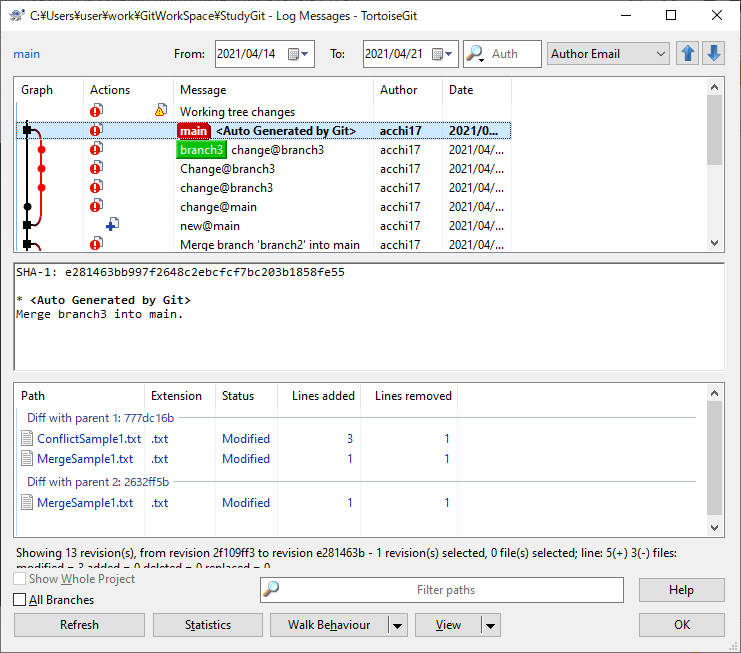 C:¥Users¥user¥work¥GitWorkSpace¥StudyGit - Log Messages - TortoiseGit
main From: 2021/04/14 To: 2021/04/21 Auth Author Email
Graph Actions Message Author Date
Working tree changes
main <Auto Generated by Git> acchi17 2021/0...
branch3 change@branch3 acchi17 2021/04/...
Change@branch3 acchi17 2021/04/...
change@branch3 acchi17 2021/04/...
change@main acchi17 2021/04/...
new@main acchi17 2021/04/...
Merge branch 'branch2' into main acchi17 2021/04/...
SHA-1: e281463bb997f2648c2ebcfcf7bc203b1858fe55
* <Auto Generated by Git>
Merge branch3 into main.
Path Extension Status Lines added Lines removed
Diff with parent 1: 777dc16b
ConflictSample1.txt .txt Modified 3 1
MergeSample1.txt .txt Modified 1 1
Diff with parent 2: 2632ff5b
MergeSample1.txt .txt Modified 1 1
Showing 13 revision(s), from revision 2f109ff3 to revision e281463b - 1 revision(s) selected, 0 file(s) selected; line: 5(+) 3(-) files:
modified = 3 added = 0 deleted = 0 replaced = 0
Show Whole Project
All Branches
Filter paths
Help
Refresh Statistics Walk Behaviour View OK